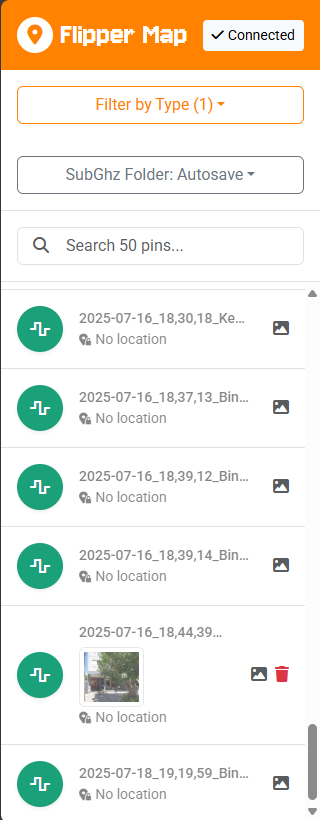 Flipper Map
Connected
Filter by Type (1)
SubGhz Folder: Autosave
Search 50 pins...
2025-07-16_18,30,18_Ke...
No location
2025-07-16_18,37,13_Bin...
No location
2025-07-16_18,39,12_Bin...
No location
2025-07-16_18,39,14_Bin...
No location
2025-07-16_18,44,39...
No location
2025-07-18_19,19,59_Bin...
No location